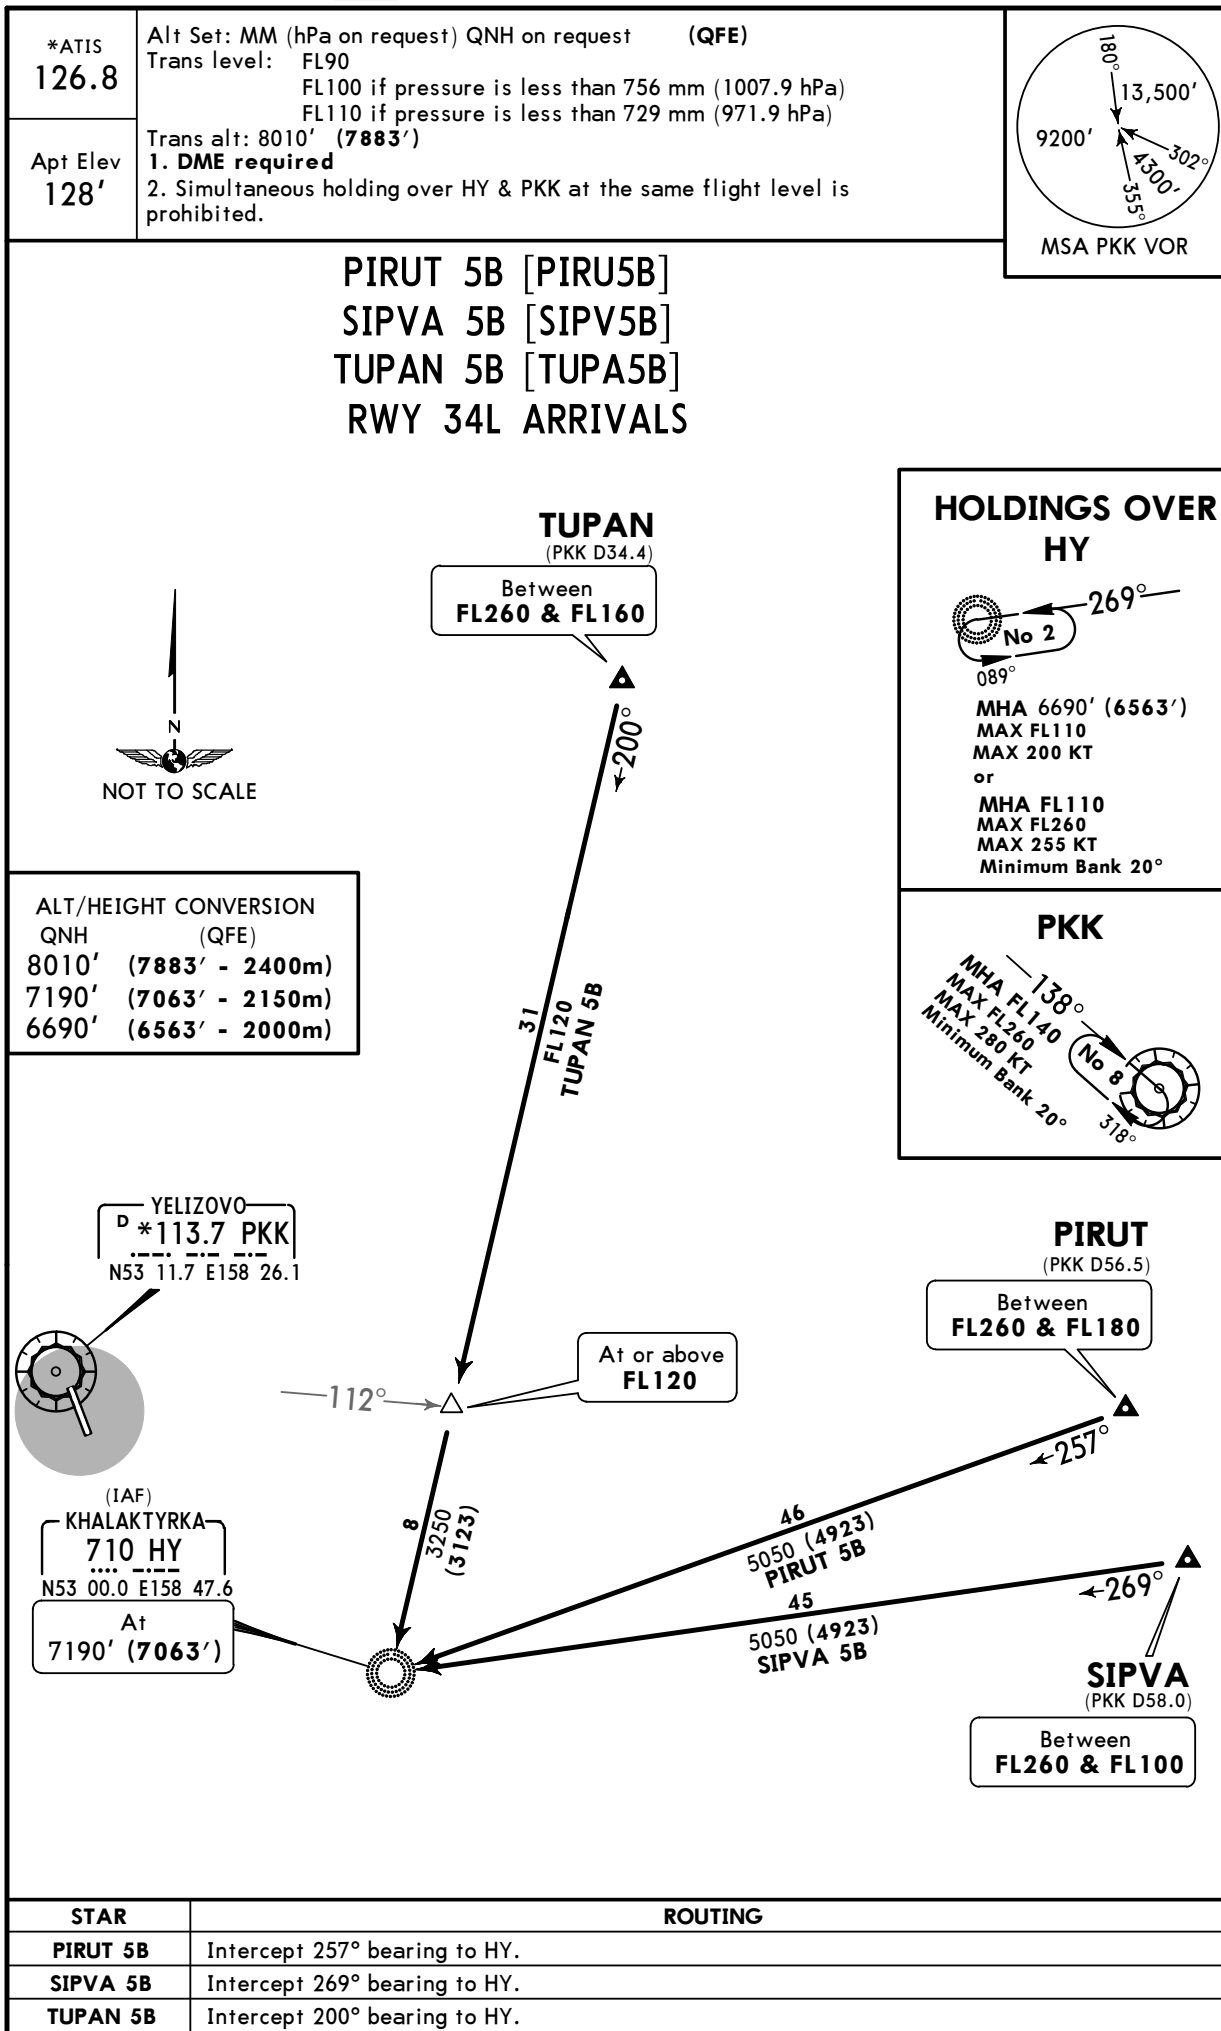 *ATIS
126.8
Apt Elev
128'
Alt Set: MM (hPa on request) QNH on request (QFE)
Trans level: FL90
FL100 if pressure is less than 756 mm (1007.9 hPa)
FL110 if pressure is less than 729 mm (971.9 hPa)
Trans alt: 8010' (7883')
1. DME required
2. Simultaneous holding over HY & PKK at the same flight level is
prohibited.
180°
13,500'
9200'
302°
4300'
355°
MSA PKK VOR
PIRUT 5B [PIRU5B]
SIPVA 5B [SIPV5B]
TUPAN 5B [TUPA5B]
RWY 34L ARRIVALS
HOLDINGS OVER
HY
269°
No 2
089°
MHA 6690' (6563')
MAX FL110
MAX 200 KT
or
MHA FL110
MAX FL260
MAX 255 KT
Minimum Bank 20°
PKK
138°
MHA FL140
MAX FL260
MAX 280 KT
Minimum Bank 20°
No 8
318°
TUPAN
(PKK D34.4)
Between
FL260 & FL160
200°
N
NOT TO SCALE
ALT/HEIGHT CONVERSION
QNH (QFE)
8010' (7883' - 2400m)
7190' (7063' - 2150m)
6690' (6563' - 2000m)
31
FL120
TUPAN 5B
YELIZOVO
D *113.7 PKK
N53 11.7 E158 26.1
PIRUT
(PKK D56.5)
Between
FL260 & FL180
At or above
FL120
112°
257°
(IAF)
KHALAKTYRKA
710 HY
N53 00.0 E158 47.6
At
7190' (7063')
8
3250
(3123)
46
5050 (4923)
PIRUT 5B
269°
45
5050 (4923)
SIPVA 5B
SIPVA
(PKK D58.0)
Between
FL260 & FL100
STAR ROUTING
PIRUT 5B Intercept 257° bearing to HY.
SIPVA 5B Intercept 269° bearing to HY.
TUPAN 5B Intercept 200° bearing to HY.